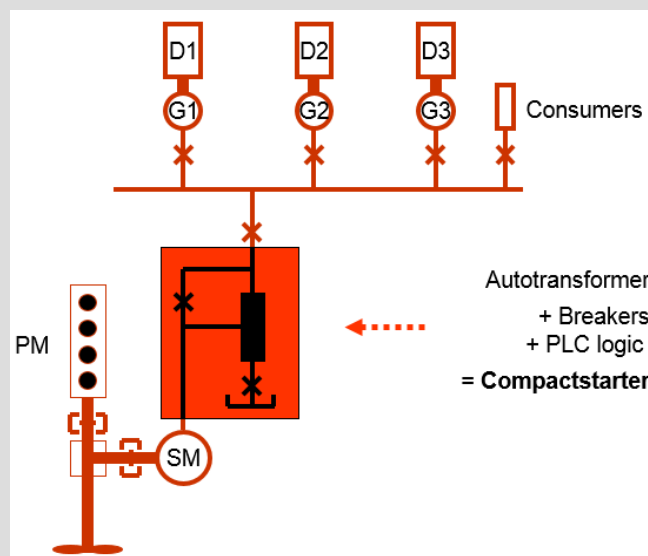 D1
D2
D3
G1
G2
G3
Consumers
Autotransformer
+ Breakers
+ PLC logic
= Compactstarter
PM
SM